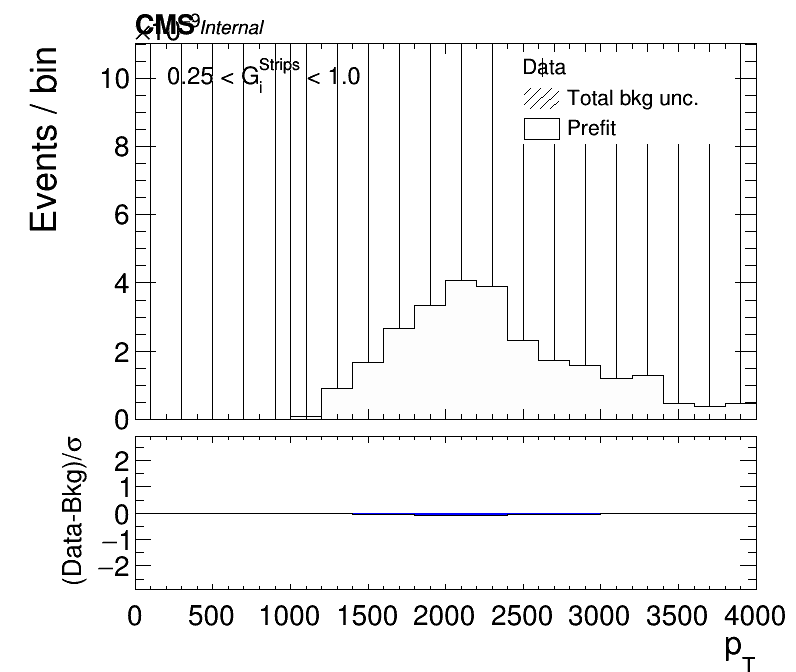 CMS Internal
×10⁻⁹
0.25 < G_i^Strips < 1.0
Data
Total bkg unc.
Prefit
Events / bin
10
8
6
4
2
0
(Data-Bkg)/σ
2
1
0
−1
−2
0 500 1000 1500 2000 2500 3000 3500 4000
p_T